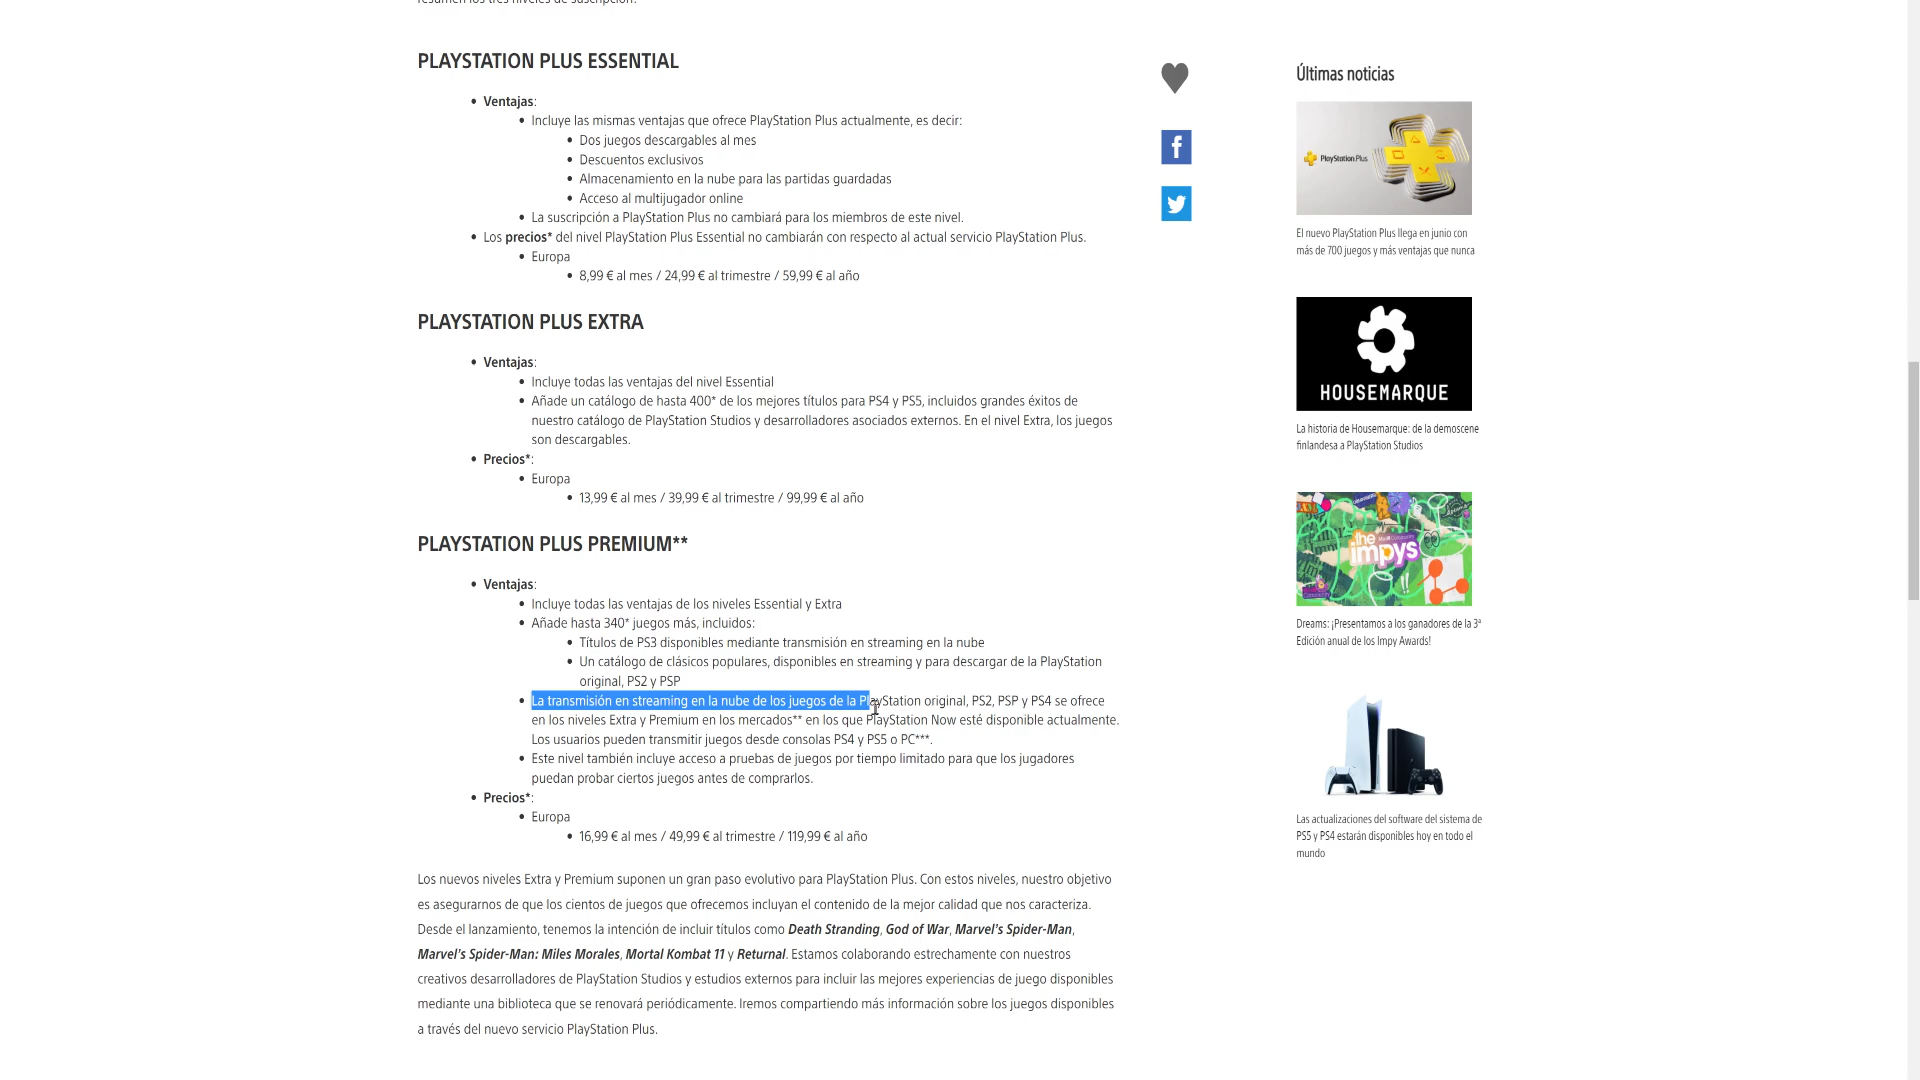 PLAYSTATION PLUS ESSENTIAL
Ventajas:
Incluye las mismas ventajas que ofrece PlayStation Plus actualmente, es decir:
Dos juegos descargables al mes
Descuentos exclusivos
Almacenamiento en la nube para las partidas guardadas
Acceso al multijugador online
La suscripción a PlayStation Plus no cambiará para los miembros de este nivel.
Los precios* del nivel PlayStation Plus Essential no cambiarán con respecto al actual servicio PlayStation Plus.
Europa
8,99 € al mes / 24,99 € al trimestre / 59,99 € al año
PLAYSTATION PLUS EXTRA
Ventajas:
Incluye todas las ventajas del nivel Essential
Añade un catálogo de hasta 400* de los mejores títulos para PS4 y PS5, incluidos grandes éxitos de
nuestro catálogo de PlayStation Studios y desarrolladores asociados externos. En el nivel Extra, los juegos
son descargables.
Precios*:
Europa
13,99 € al mes / 39,99 € al trimestre / 99,99 € al año
PLAYSTATION PLUS PREMIUM**
Ventajas:
Incluye todas las ventajas de los niveles Essential y Extra
Añade hasta 340* juegos más, incluidos:
Títulos de PS3 disponibles mediante transmisión en streaming en la nube
Un catálogo de clásicos populares, disponibles en streaming y para descargar de la PlayStation
original, PS2 y PSP
La transmisión en streaming en la nube de los juegos de la PlayStation original, PS2, PSP y PS4 se ofrece
en los niveles Extra y Premium en los mercados** en los que PlayStation Now esté disponible actualmente.
Los usuarios pueden transmitir juegos desde consolas PS4 y PS5 o PC***.
Este nivel también incluye acceso a pruebas de juegos por tiempo limitado para que los jugadores
puedan probar ciertos juegos antes de comprarlos.
Precios*:
Europa
16,99 € al mes / 49,99 € al trimestre / 119,99 € al año
Los nuevos niveles Extra y Premium suponen un gran paso evolutivo para PlayStation Plus. Con estos niveles, nuestro objetivo
es asegurarnos de que los cientos de juegos que ofrecemos incluyan el contenido de la mejor calidad que nos caracteriza.
Desde el lanzamiento, tenemos la intención de incluir títulos como Death Stranding, God of War, Marvel's Spider-Man,
Marvel's Spider-Man: Miles Morales, Mortal Kombat 11 y Returnal. Estamos colaborando estrechamente con nuestros
creativos desarrolladores de PlayStation Studios y estudios externos para incluir las mejores experiencias de juego disponibles
mediante una biblioteca que se renovará periódicamente. Iremos compartiendo más información sobre los juegos disponibles
a través del nuevo servicio PlayStation Plus.
Últimas noticias
PlayStation Plus
El nuevo PlayStation Plus llega en junio con
más de 700 juegos y más ventajas que nunca
HOUSEMARQUE
La historia de Housemarque: de la demoscene
finlandesa a PlayStation Studios
the
impys
Dreams: ¡Presentamos a los ganadores de la 3ª
Edición anual de los Impy Awards!
Las actualizaciones del software del sistema de
PS5 y PS4 estarán disponibles hoy en todo el
mundo